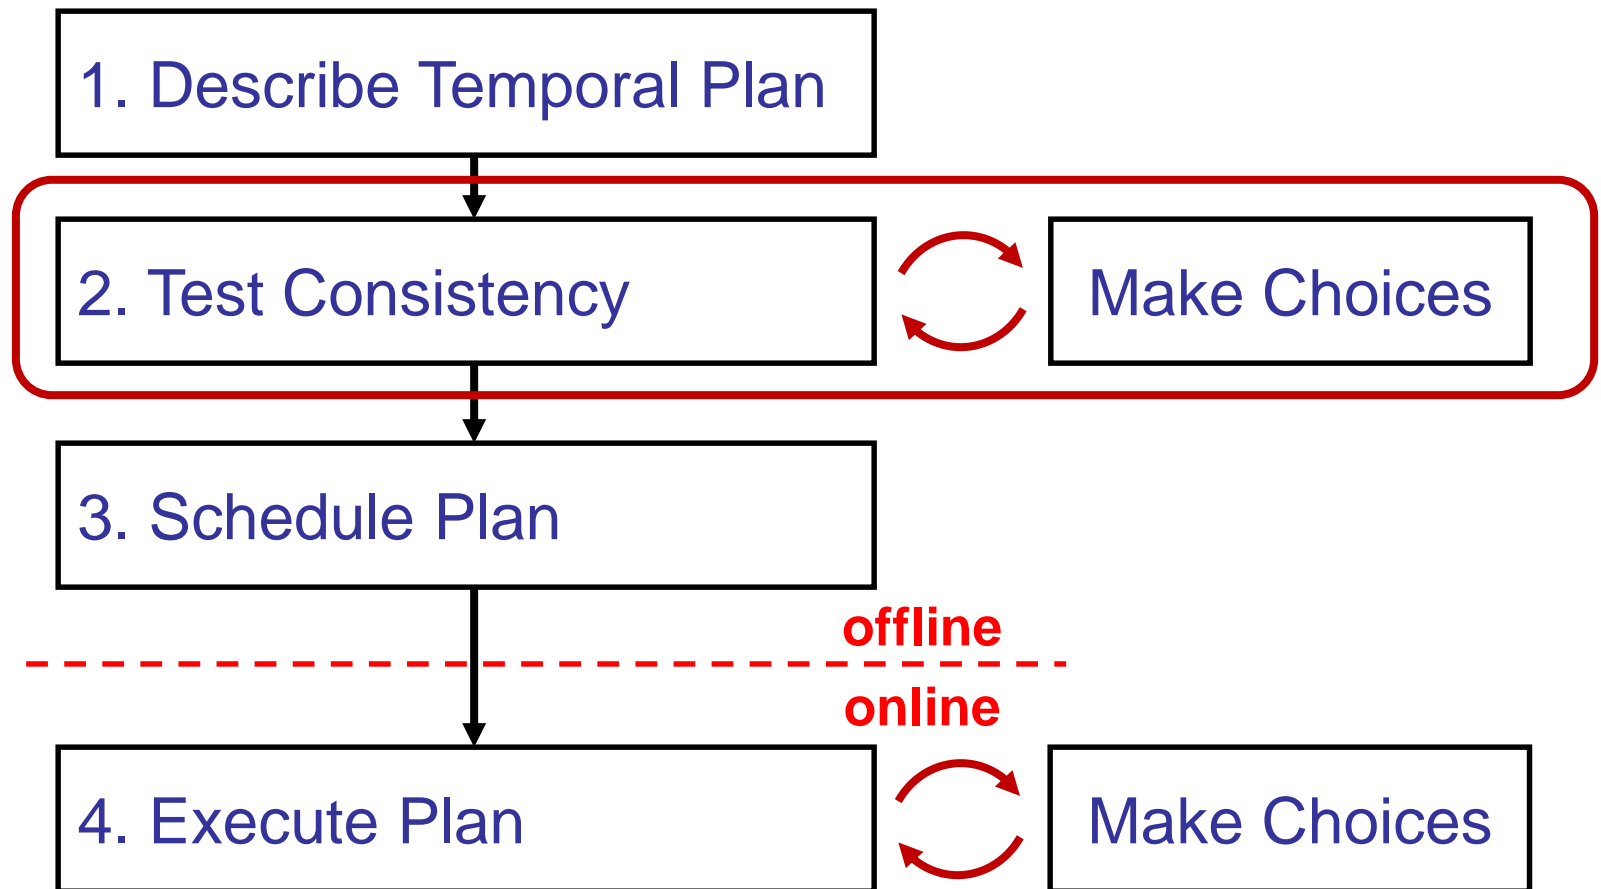 1. Describe Temporal Plan
2. Test Consistency
Make Choices
3. Schedule Plan
offline
online
4. Execute Plan
Make Choices